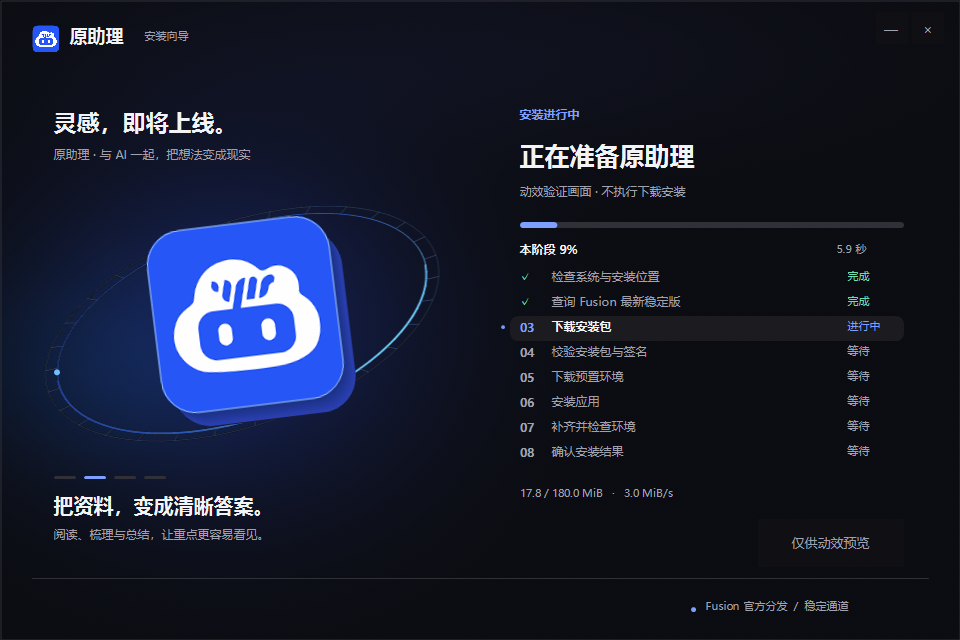 原助理 安装向导
灵感，即将上线。
原助理 · 与 AI 一起，把想法变成现实
把资料，变成清晰答案。
阅读、梳理与总结，让重点更容易看见。
安装进行中
正在准备原助理
动效验证画面 · 不执行下载安装
本阶段 9% 5.9 秒
✓ 检查系统与安装位置 完成
✓ 查询 Fusion 最新稳定版 完成
03 下载安装包 进行中
04 校验安装包与签名 等待
05 下载预置环境 等待
06 安装应用 等待
07 补齐并检查环境 等待
08 确认安装结果 等待
17.8 / 180.0 MiB · 3.0 MiB/s
仅供动效预览
Fusion 官方分发 / 稳定通道